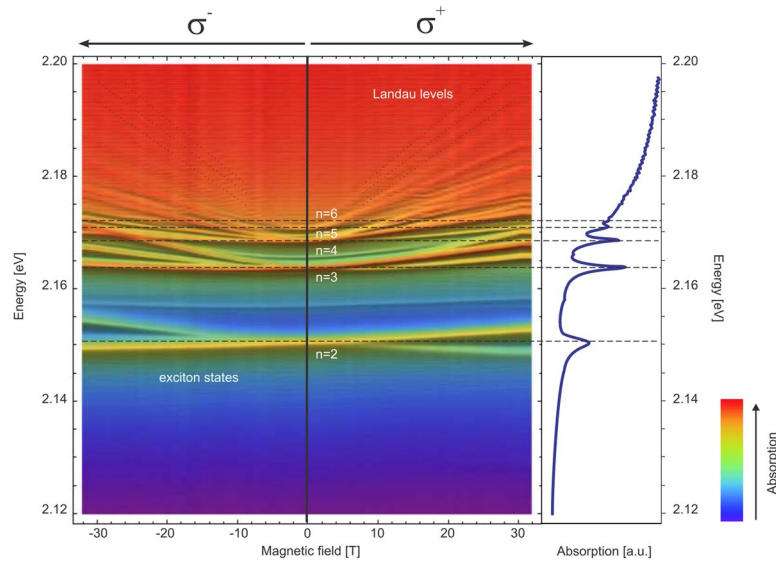 σ- σ+
2.20
2.18
2.16
2.14
2.12
Energy [eV]
Landau levels
n=6
n=5
n=4
n=3
n=2
exciton states
-30 -20 -10 0 10 20 30
Magnetic field [T]
2.20
2.18
2.16
2.14
2.12
Energy [eV]
Absorption [a.u.]
Absorption